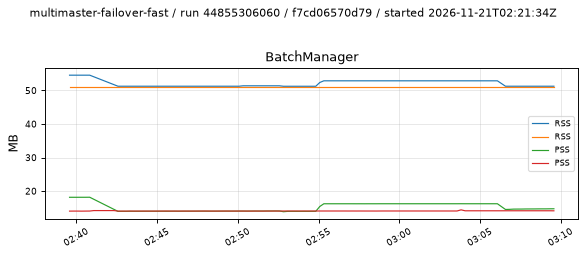 multimaster-failover-fast / run 44855306060 / f7cd06570d79 / started 2026-11-21T02:21:34Z
BatchManager
MB
50
40
30
20
RSS
RSS
PSS
PSS
02:40
02:45
02:50
02:55
03:00
03:05
03:10